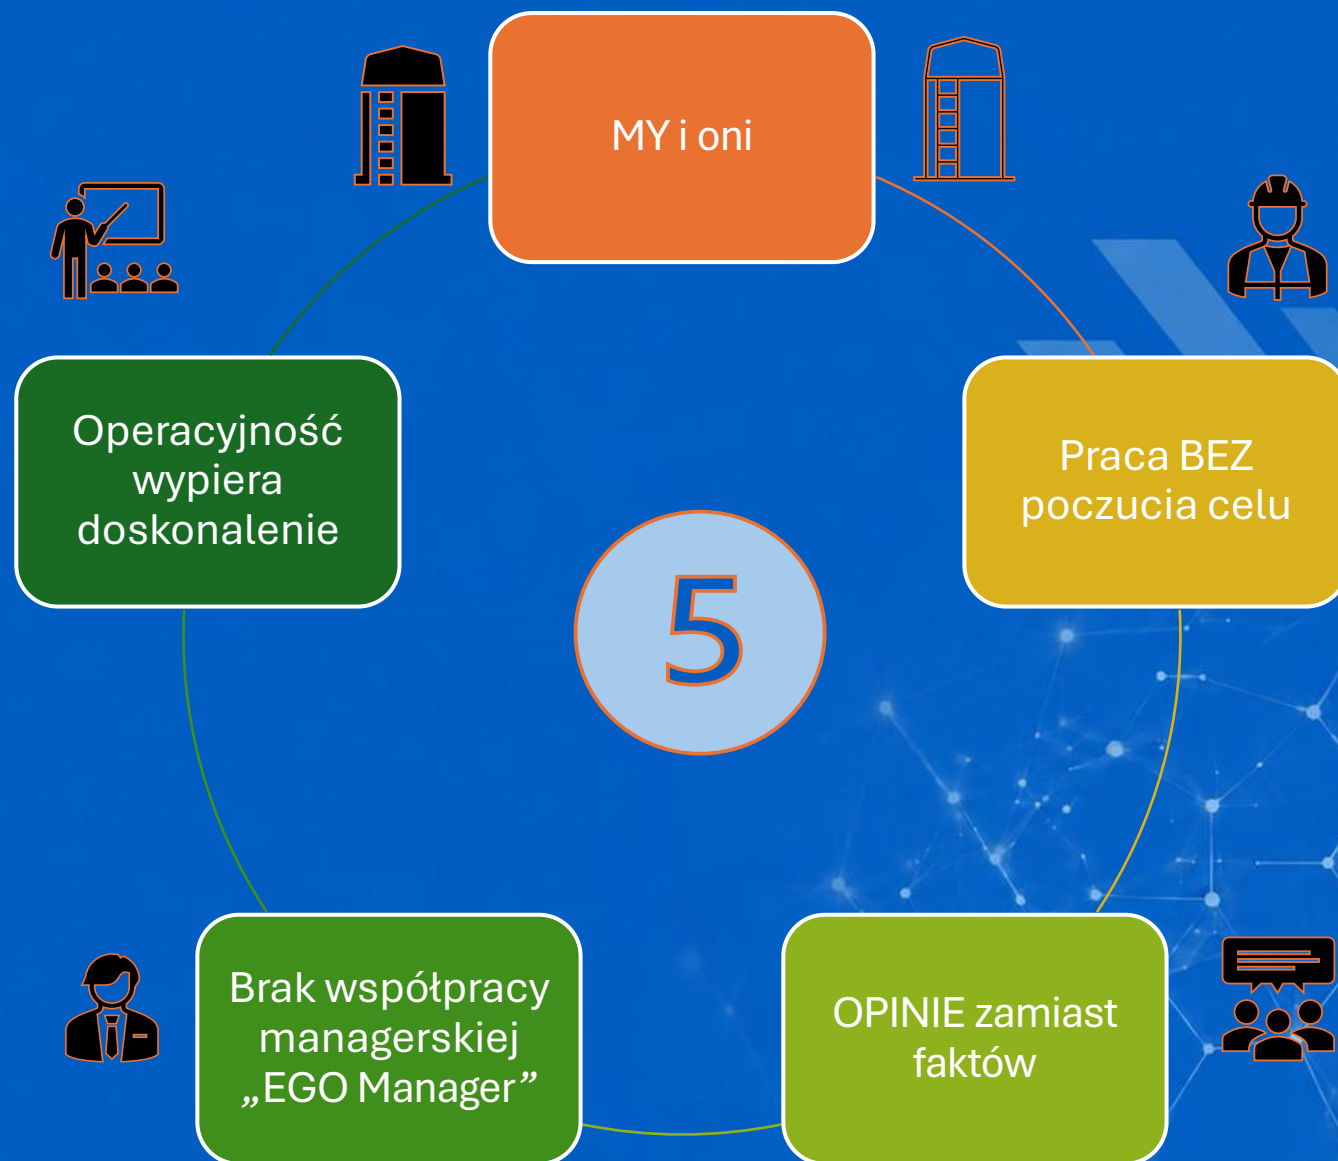 MY i oni
Praca BEZ
poczucia celu
OPINIE zamiast
faktów
Brak współpracy
managerskiej
„EGO Manager”
Operacyjność
wypiera
doskonalenie
5